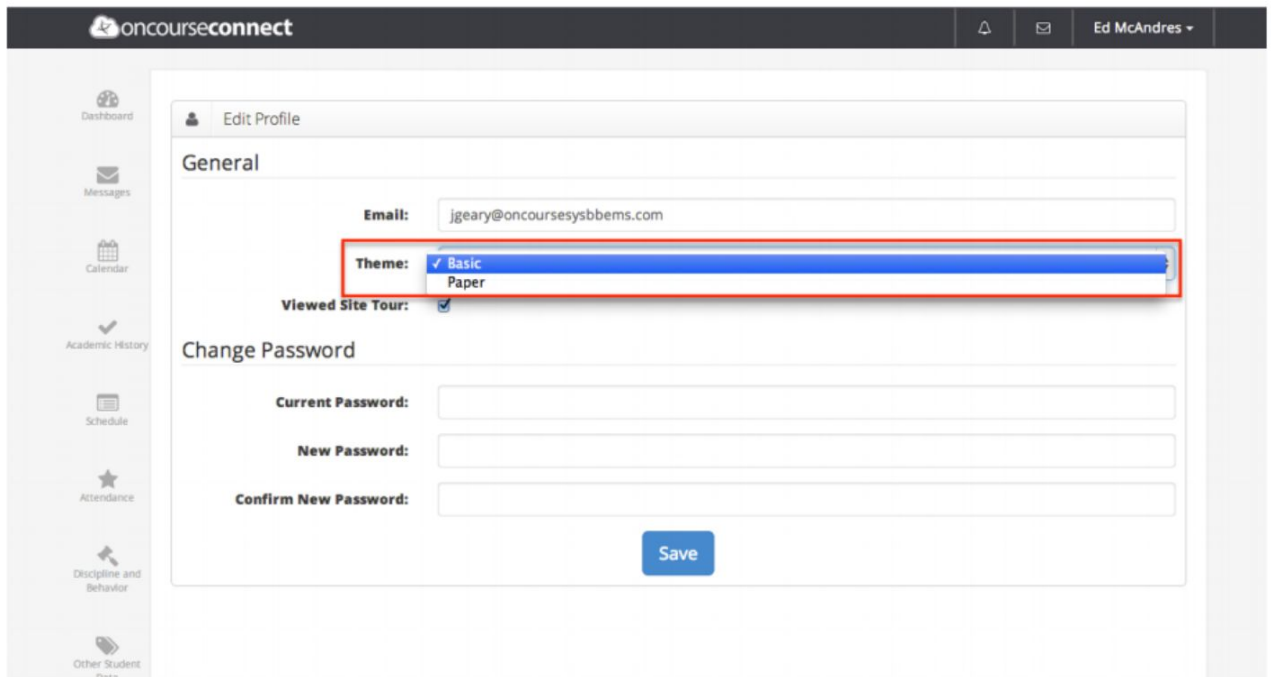 oncourseconnect
Ed McAndres
Dashboard
Messages
Calendar
Academic History
Schedule
Attendance
Discipline and
Behavior
Other Student
Data
Edit Profile
General
Email: jgeary@oncoursesysbbems.com
Theme: ✓ Basic
Paper
Viewed Site Tour:
Change Password
Current Password:
New Password:
Confirm New Password:
Save